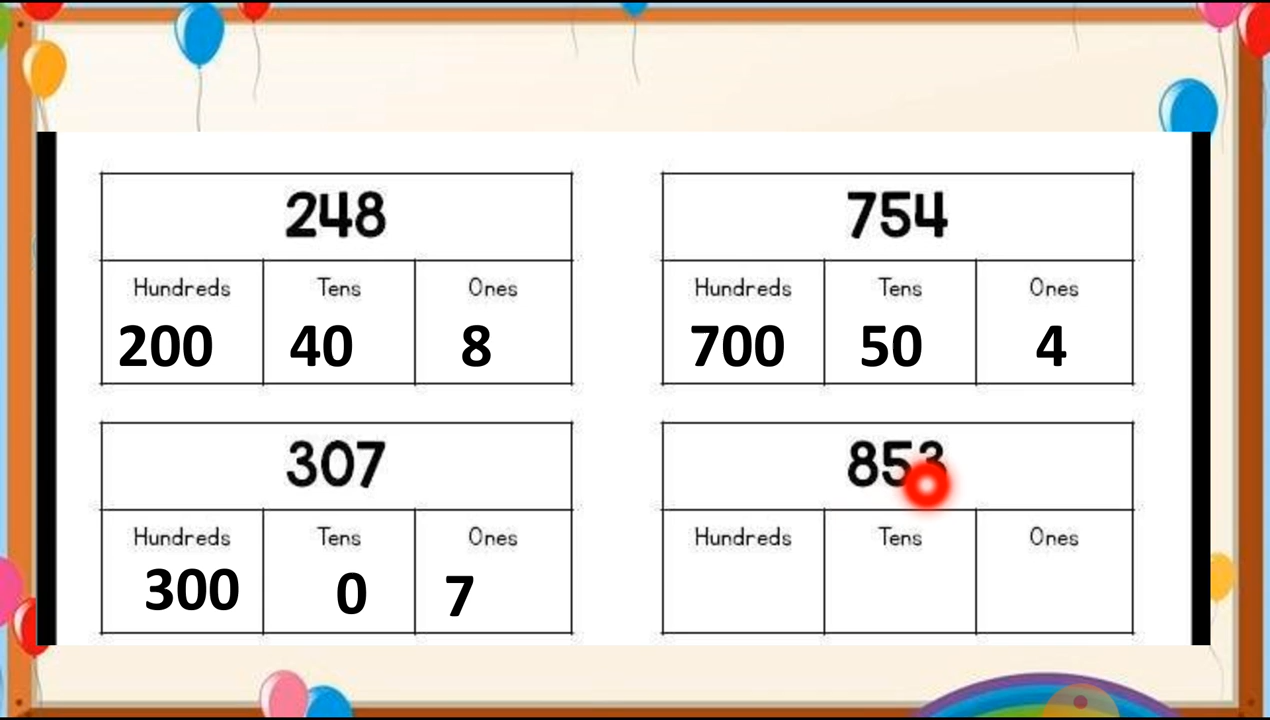 248
Hundreds Tens Ones
200 40 8
754
Hundreds Tens Ones
700 50 4
307
Hundreds Tens Ones
300 0 7
853
Hundreds Tens Ones